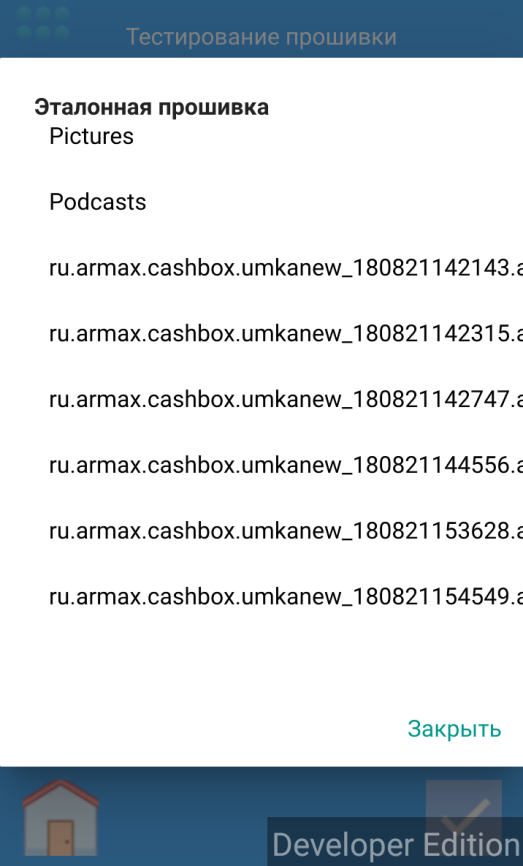 Тестирование прошивки
Эталонная прошивка
Pictures
Podcasts
ru.armax.cashbox.umkanew_180821142143.a
ru.armax.cashbox.umkanew_180821142315.a
ru.armax.cashbox.umkanew_180821142747.a
ru.armax.cashbox.umkanew_180821144556.a
ru.armax.cashbox.umkanew_180821153628.a
ru.armax.cashbox.umkanew_180821154549.a
Закрыть
Developer Edition